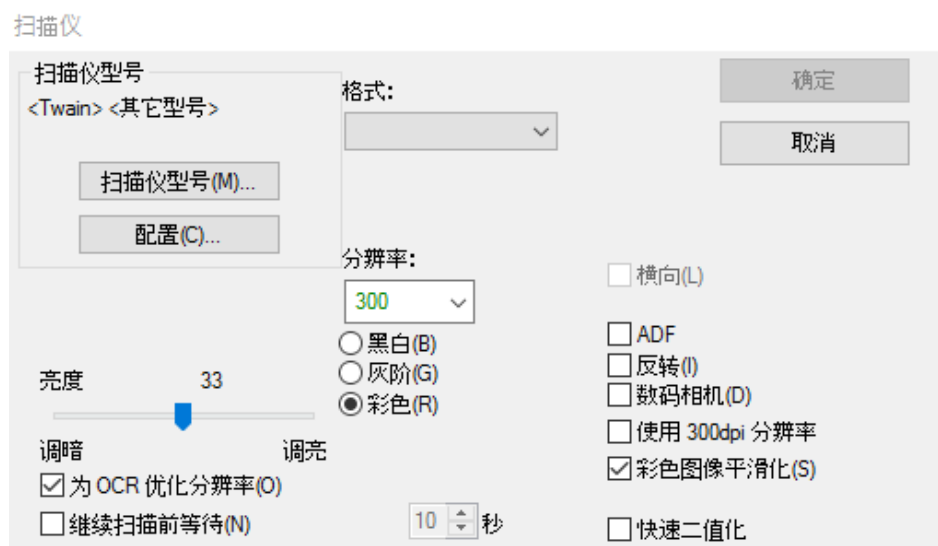 扫描仪
扫描仪型号
<Twain> <其它型号>
扫描仪型号(M)...
配置(C)...
格式:
确定
取消
分辨率:
300
黑白(B)
灰阶(G)
彩色(R)
横向(L)
ADF
反转(I)
数码相机(D)
使用 300dpi 分辨率
彩色图像平滑化(S)
快速二值化
亮度 33
调暗 调亮
为 OCR 优化分辨率(O)
继续扫描前等待(N) 10 秒